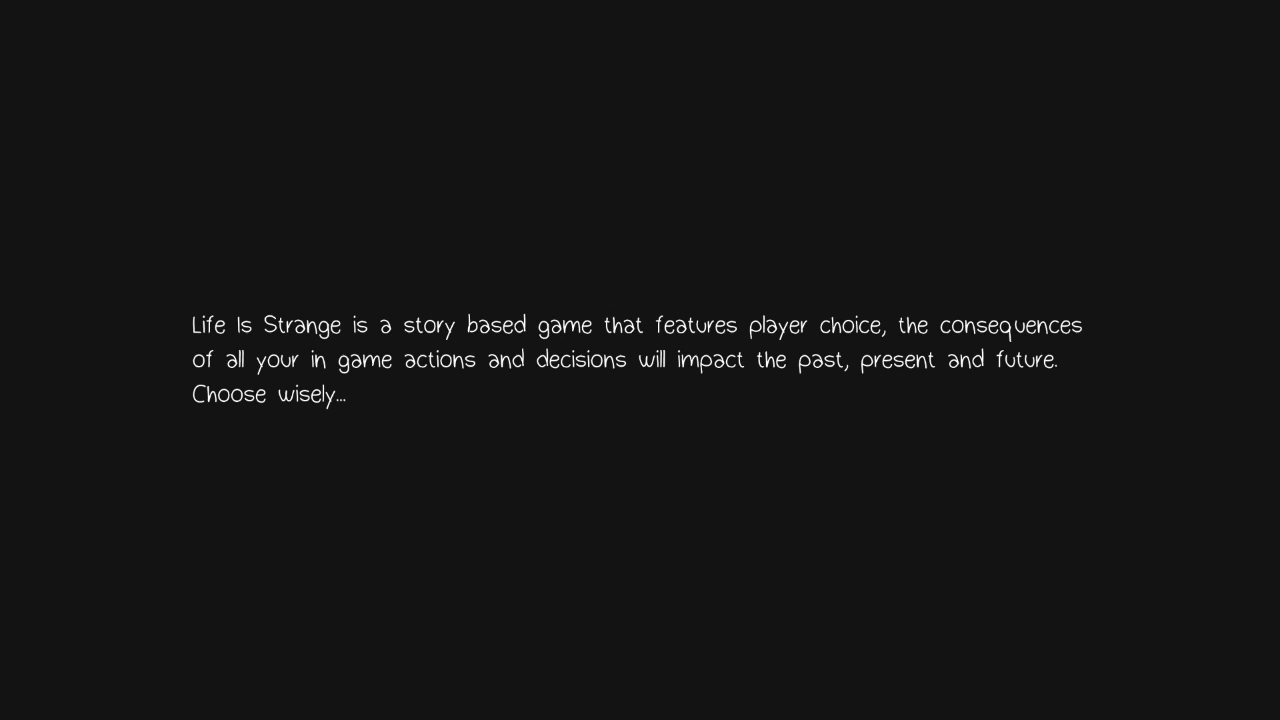 Life Is Strange is a story based game that features player choice, the consequences
of all your in game actions and decisions will impact the past, present and future.
Choose wisely...